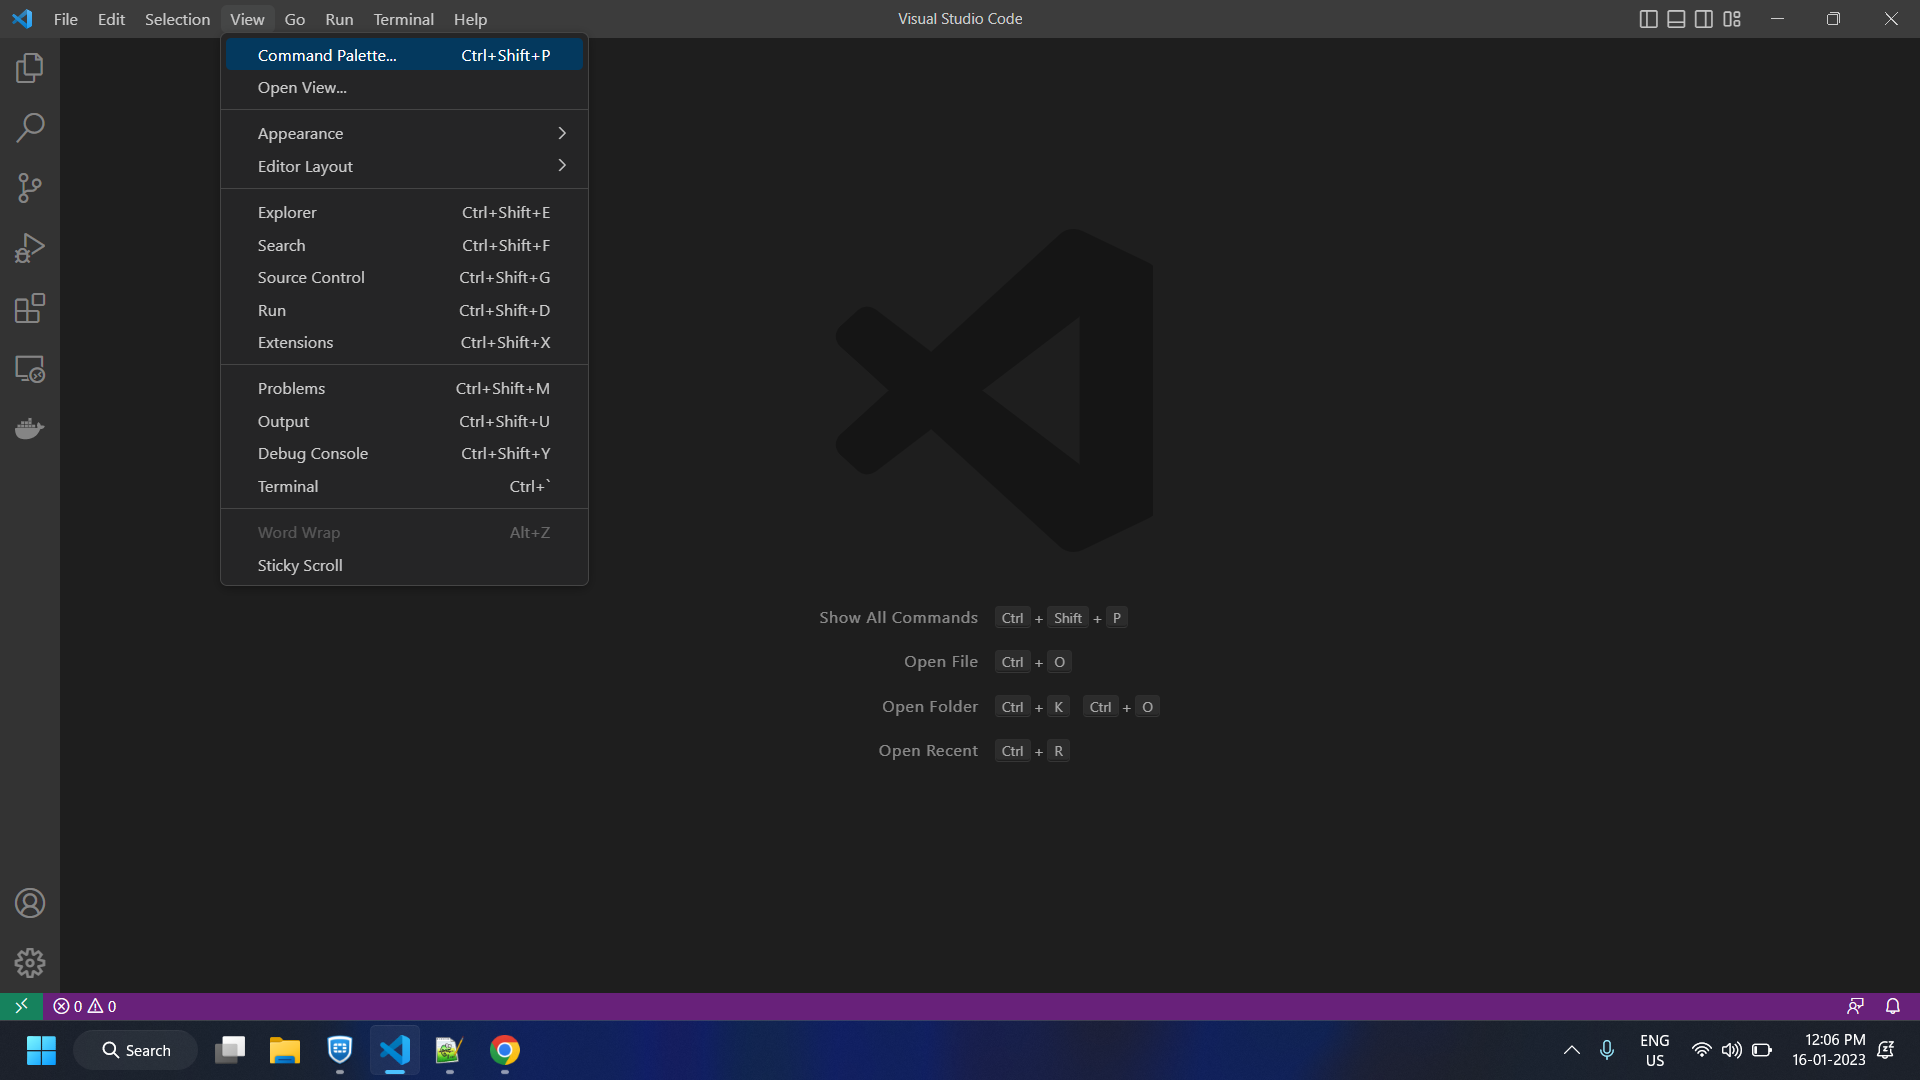 File Edit Selection View Go Run Terminal Help
Visual Studio Code
Command Palette... Ctrl+Shift+P
Open View...
Appearance
Editor Layout
Explorer Ctrl+Shift+E
Search Ctrl+Shift+F
Source Control Ctrl+Shift+G
Run Ctrl+Shift+D
Extensions Ctrl+Shift+X
Problems Ctrl+Shift+M
Output Ctrl+Shift+U
Debug Console Ctrl+Shift+Y
Terminal Ctrl+`
Word Wrap Alt+Z
Sticky Scroll
Show All Commands Ctrl + Shift + P
Open File Ctrl + O
Open Folder Ctrl + K Ctrl + O
Open Recent Ctrl + R
0 0
Search
ENG
US
12:06 PM
16-01-2023